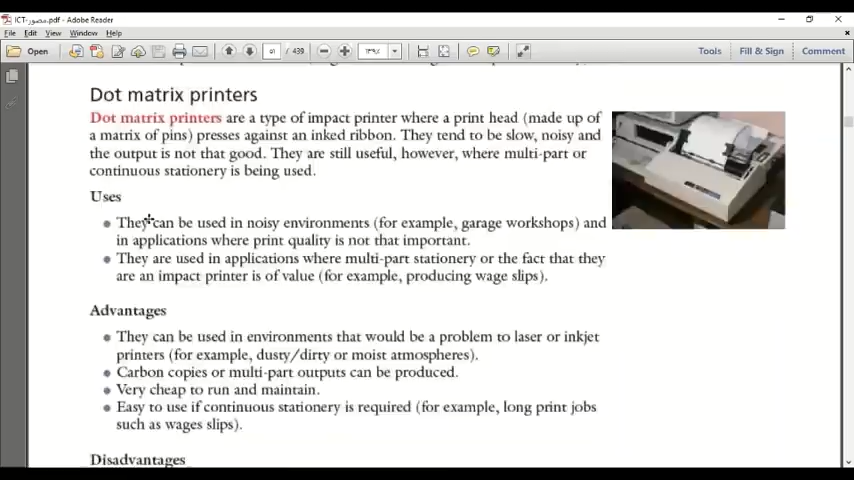 ICT-مصور.pdf - Adobe Reader
File Edit View Window Help
Open
٥١ / 439
١٣٩٫٤
Tools
Fill & Sign
Comment
Dot matrix printers
Dot matrix printers are a type of impact printer where a print head (made up of
a matrix of pins) presses against an inked ribbon. They tend to be slow, noisy and
the output is not that good. They are still useful, however, where multi-part or
continuous stationery is being used.
Uses
• They can be used in noisy environments (for example, garage workshops) and
in applications where print quality is not that important.
• They are used in applications where multi-part stationery or the fact that they
are an impact printer is of value (for example, producing wage slips).
Advantages
• They can be used in environments that would be a problem to laser or inkjet
printers (for example, dusty/dirty or moist atmospheres).
• Carbon copies or multi-part outputs can be produced.
• Very cheap to run and maintain.
• Easy to use if continuous stationery is required (for example, long print jobs
such as wages slips).
Disadvantages